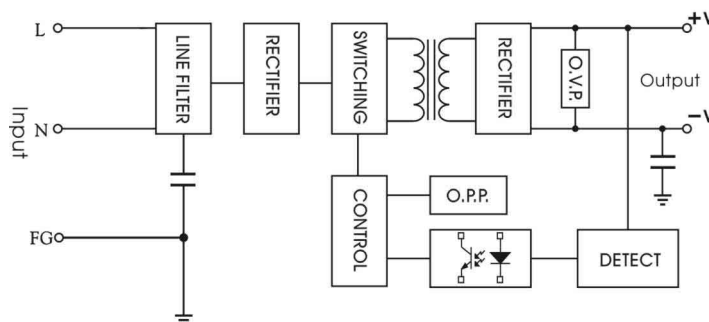 L
N
FG
Input
LINE FILTER
RECTIFIER
SWITCHING
RECTIFIER
O.V.P.
+V
Output
-V
CONTROL
O.P.P.
DETECT